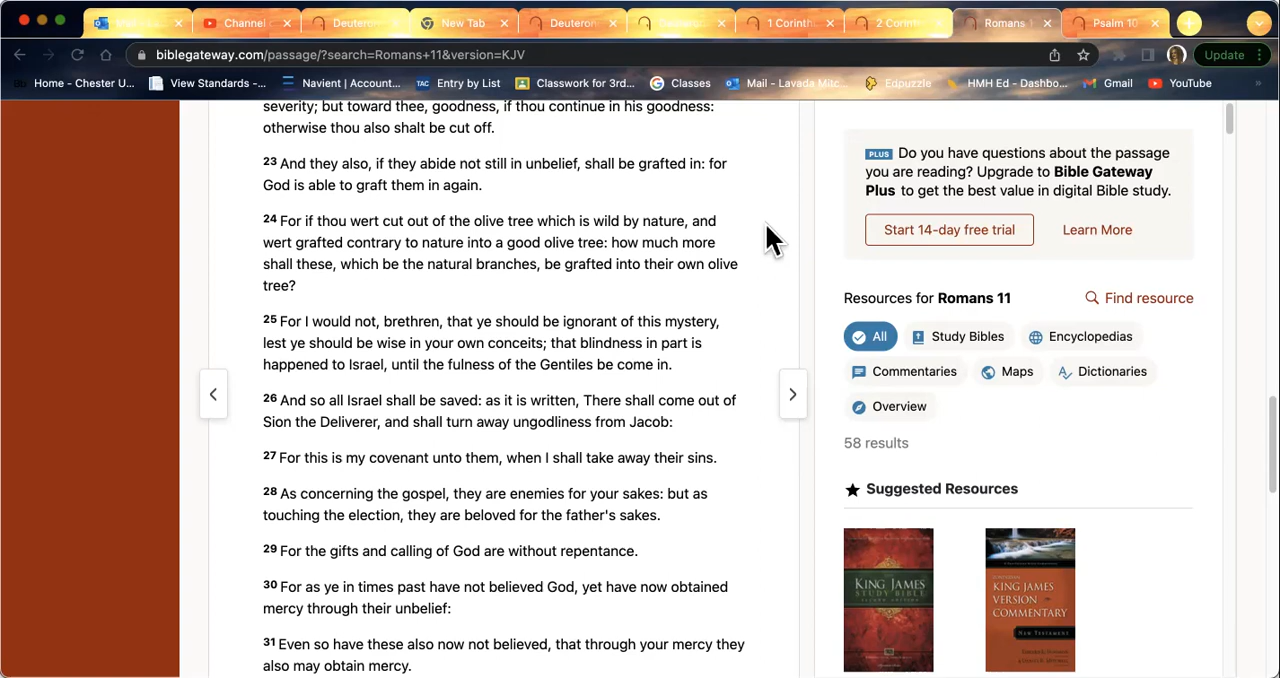 Channel
Deutero
New Tab
Deuteron
1 Corinth
2 Corinth
Romans 1
Psalm 10
biblegateway.com/passage/?search=Romans+11&version=KJV
Update
Home - Chester U...
View Standards -...
Navient | Account...
TAC Entry by List
Classwork for 3rd...
Classes
Mail - Lavada Mitc...
Edpuzzle
HMH Ed - Dashbo...
Gmail
YouTube
»
severity; but toward thee, goodness, if thou continue in his goodness:
otherwise thou also shalt be cut off.
23 And they also, if they abide not still in unbelief, shall be grafted in: for
God is able to graft them in again.
24 For if thou wert cut out of the olive tree which is wild by nature, and
wert grafted contrary to nature into a good olive tree: how much more
shall these, which be the natural branches, be grafted into their own olive
tree?
25 For I would not, brethren, that ye should be ignorant of this mystery,
lest ye should be wise in your own conceits; that blindness in part is
happened to Israel, until the fulness of the Gentiles be come in.
26 And so all Israel shall be saved: as it is written, There shall come out of
Sion the Deliverer, and shall turn away ungodliness from Jacob:
27 For this is my covenant unto them, when I shall take away their sins.
28 As concerning the gospel, they are enemies for your sakes: but as
touching the election, they are beloved for the father's sakes.
29 For the gifts and calling of God are without repentance.
30 For as ye in times past have not believed God, yet have now obtained
mercy through their unbelief:
31 Even so have these also now not believed, that through your mercy they
also may obtain mercy.
PLUS Do you have questions about the passage
you are reading? Upgrade to Bible Gateway
Plus to get the best value in digital Bible study.
Start 14-day free trial
Learn More
Resources for Romans 11
Find resource
All
Study Bibles
Encyclopedias
Commentaries
Maps
Dictionaries
Overview
58 results
Suggested Resources
KING JAMES
STUDY BIBLE
SECOND EDITION
KING JAMES
VERSION
COMMENTARY
NEW TESTAMENT